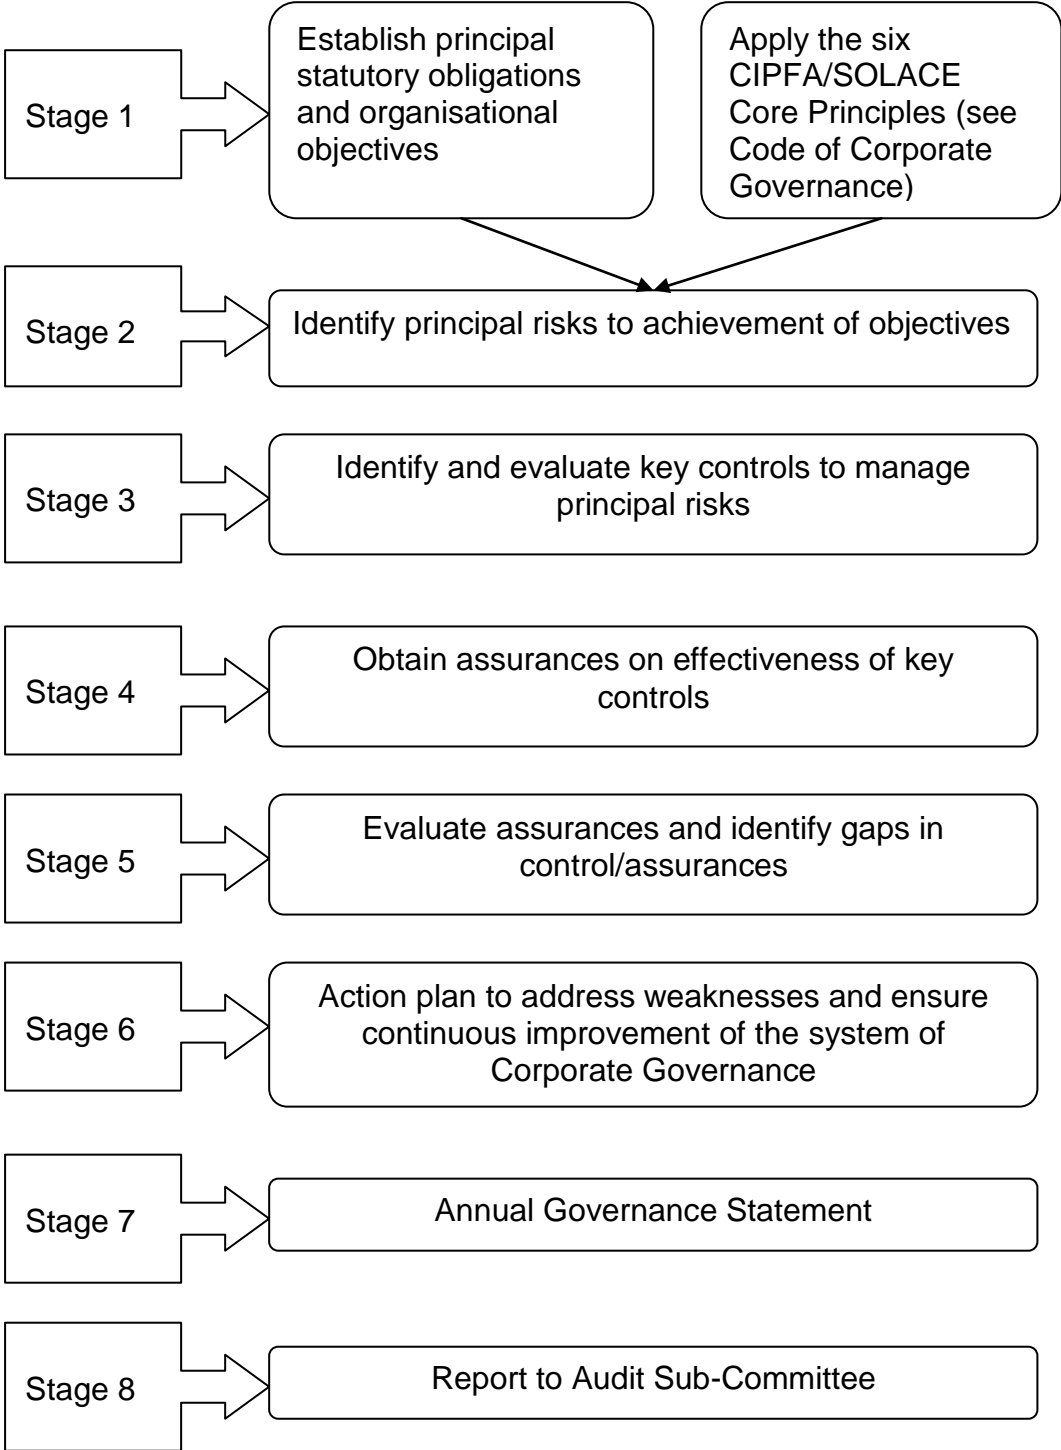 Stage 1
Establish principal
statutory obligations
and organisational
objectives
Apply the six
CIPFA/SOLACE
Core Principles (see
Code of Corporate
Governance)
Stage 2
Identify principal risks to achievement of objectives
Stage 3
Identify and evaluate key controls to manage
principal risks
Stage 4
Obtain assurances on effectiveness of key
controls
Stage 5
Evaluate assurances and identify gaps in
control/assurances
Stage 6
Action plan to address weaknesses and ensure
continuous improvement of the system of
Corporate Governance
Stage 7
Annual Governance Statement
Stage 8
Report to Audit Sub-Committee